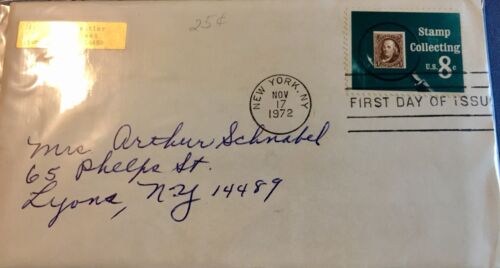 25¢
Stamp
Collecting
U.S. 8c
NEW YORK, NY
NOV
17
1972
FIRST DAY OF ISSU
Mrs Arthur Schnabel
65 Phelps St.
Lyons, N.Y 14489